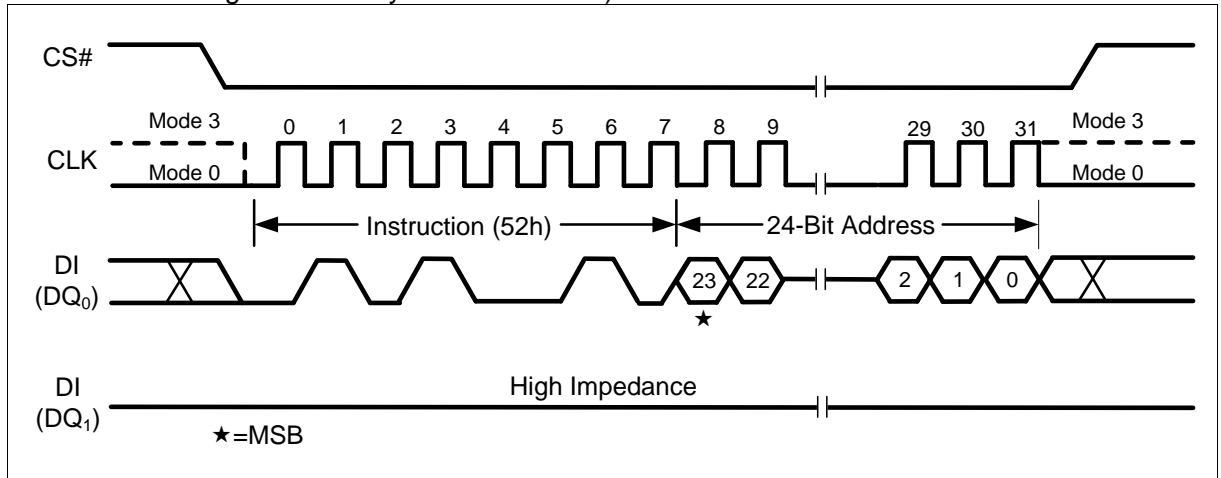 CS#
Mode 3
0 1 2 3 4 5 6 7 8 9 29 30 31
Mode 3
CLK
Mode 0
Mode 0
Instruction (52h)
24-Bit Address
DI
(DQ₀)
23 22 2 1 0
★
High Impedance
DI
(DQ₁)
★=MSB